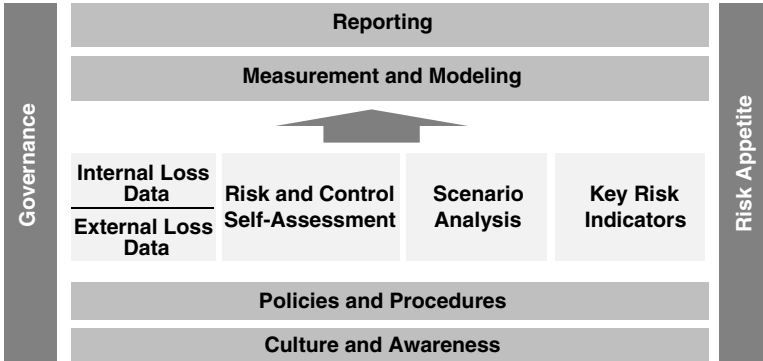 Governance
Reporting
Measurement and Modeling
Internal Loss
Data
External Loss
Data
Risk and Control
Self-Assessment
Scenario
Analysis
Key Risk
Indicators
Policies and Procedures
Culture and Awareness
Risk Appetite